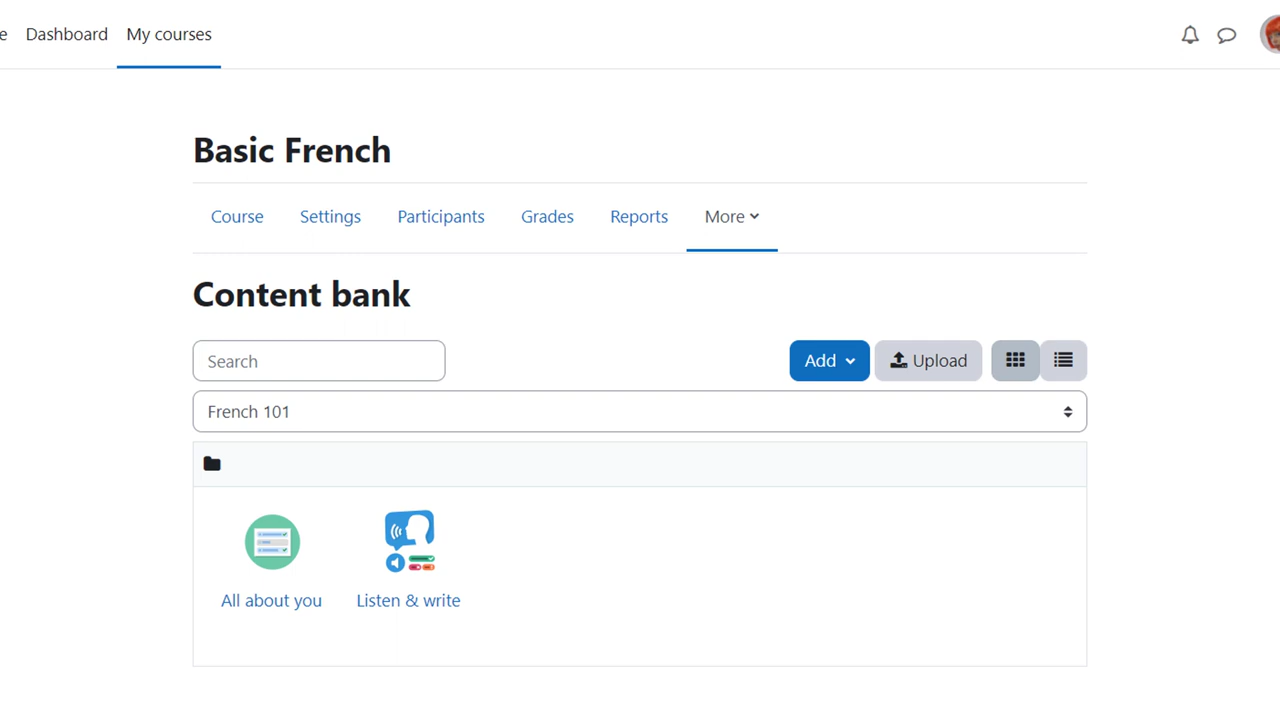 e Dashboard My courses
Basic French
Course Settings Participants Grades Reports More
Content bank
Search Add Upload
French 101
All about you Listen & write